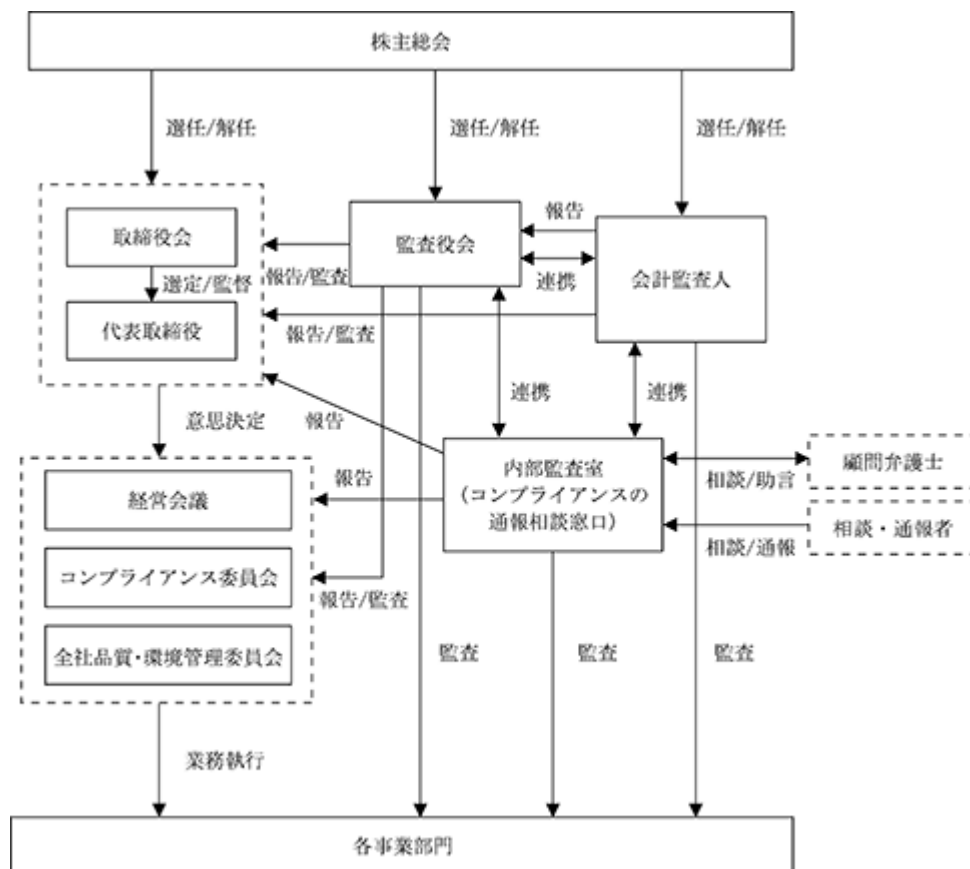 株主総会
選任/解任
選任/解任
選任/解任
取締役会
選定/監督
代表取締役
監査役会
報告
連携
会計監査人
報告/監査
報告/監査
意思決定
報告
連携
連携
経営会議
報告
内部監査室
(コンプライアンスの
通報相談窓口)
相談/助言
顧問弁護士
相談/通報
相談・通報者
コンプライアンス委員会
報告/監査
全社品質・環境管理委員会
監査
監査
監査
業務執行
各事業部門